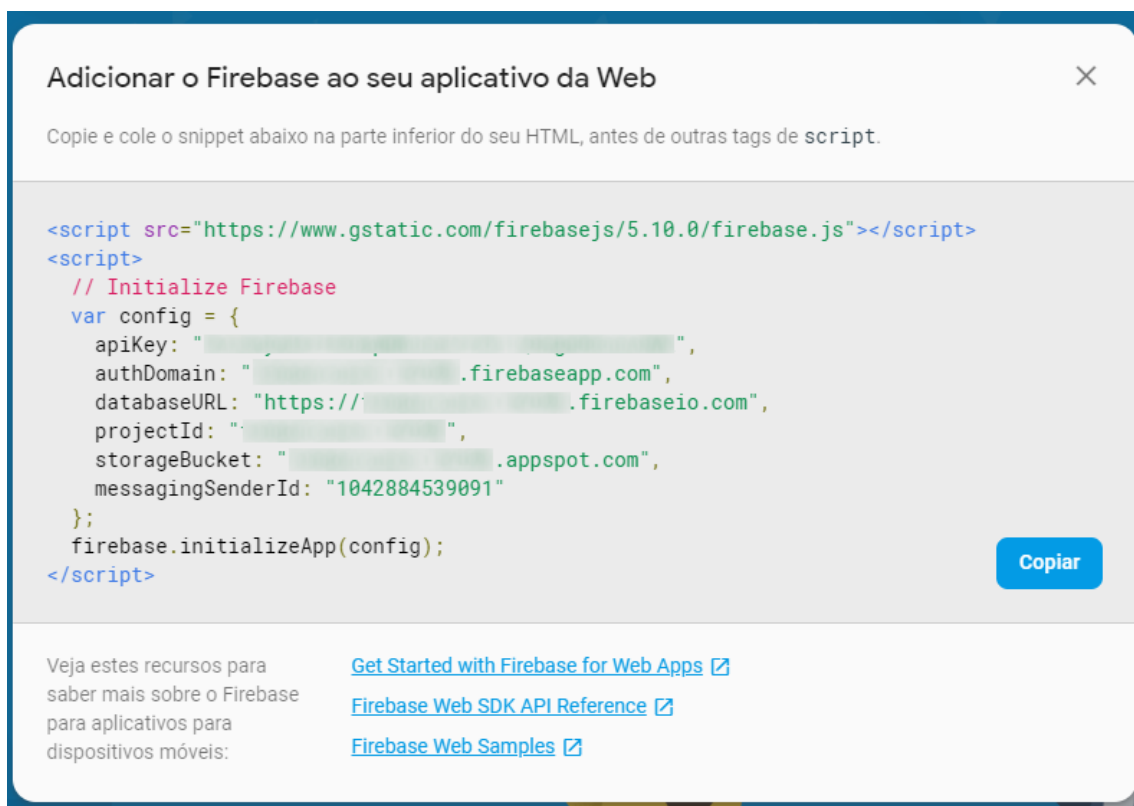 Adicionar o Firebase ao seu aplicativo da Web
Copie e cole o snippet abaixo na parte inferior do seu HTML, antes de outras tags de script.
<script src="https://www.gstatic.com/firebasejs/5.10.0/firebase.js"></script>
<script>
// Initialize Firebase
var config = {
apiKey: "",
authDomain: ".firebaseapp.com",
databaseURL: "https://.firebaseio.com",
projectId: "",
storageBucket: ".appspot.com",
messagingSenderId: "1042884539091"
};
firebase.initializeApp(config);
</script>
Copiar
Veja estes recursos para
saber mais sobre o Firebase
para aplicativos para
dispositivos móveis:
Get Started with Firebase for Web Apps
Firebase Web SDK API Reference
Firebase Web Samples